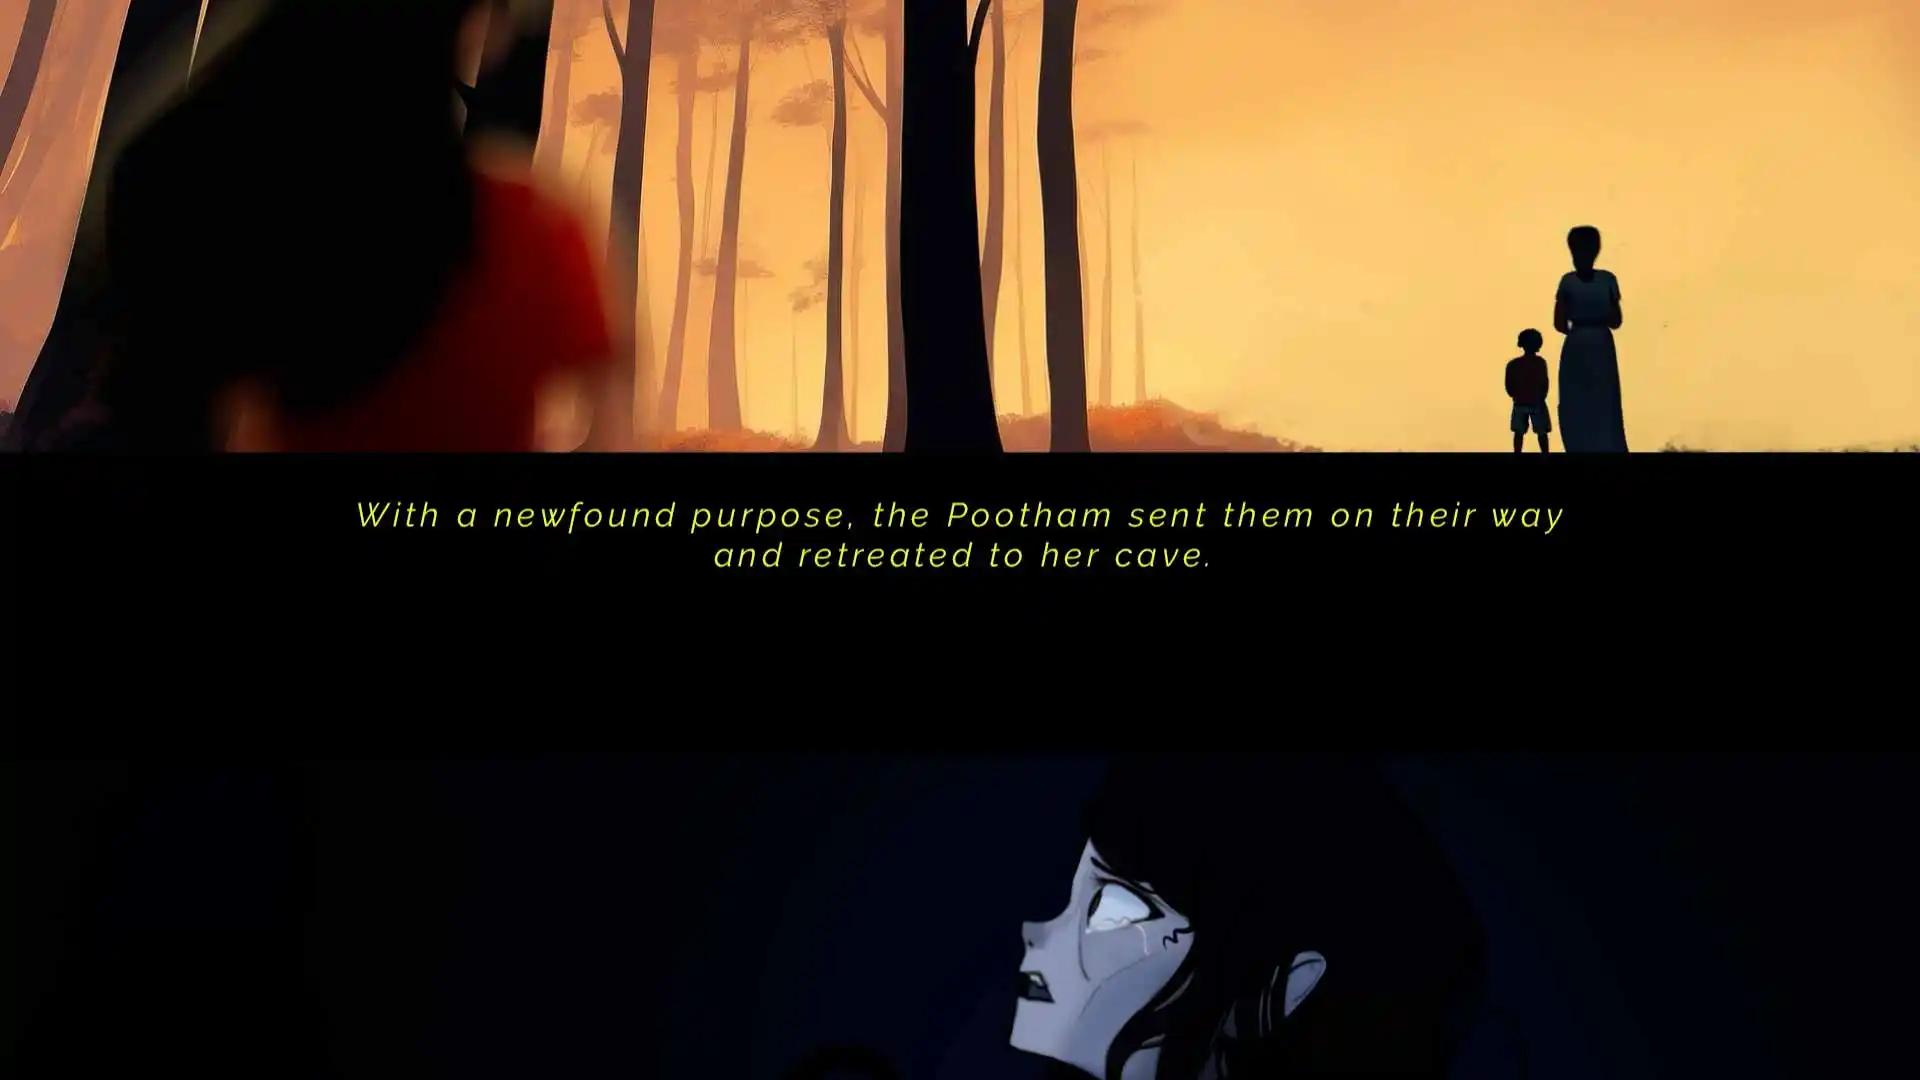 With a newfound purpose, the Pootham sent them on their way
and retreated to her cave.